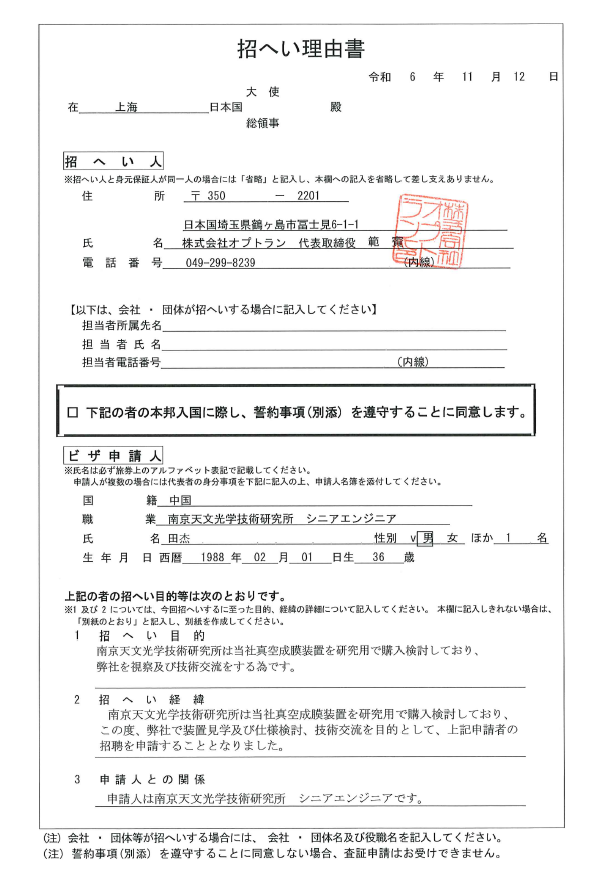 招へい理由書
令和 6 年 11 月 12 日
大 使
在 上海 日本国 殿
総領事
招 へ い 人
※招へい人と身元保証人が同一人の場合には「省略」と記入し、本欄への記入を省略して差し支えありません。
住 所 〒 350 － 2201
日本国埼玉県鶴ヶ島市冨士見6-1-1
氏 名 株式会社オプトラン 代表取締役 範 賓
株式会社オプトラン
電 話 番 号 049-299-8239 (内線)
【以下は、会社 ・ 団体が招へいする場合に記入してください】
担当者所属先名
担 当 者 氏 名
担当者電話番号 (内線)
□ 下記の者の本邦入国に際し、誓約事項(別添) を遵守することに同意します。
ビ ザ 申 請 人
※氏名は必ず旅券上のアルファベット表記で記載してください。
申請人が複数の場合には代表者の身分事項を下記に記入の上、申請人名簿を添付してください。
国 籍 中国
職 業 南京天文光学技術研究所 シニアエンジニア
氏 名 田杰 性別 v 男 女 ほか 1 名
生 年 月 日 西暦 1988 年 02 月 01 日生 36 歳
上記の者の招へい目的等は次のとおりです。
※1 及び 2 については、今回招へいするに至った目的、経緯の詳細について記入してください。 本欄に記入しきれない場合は、
「別紙のとおり」と記入し、別紙を作成してください。
1 招 へ い 目 的
南京天文光学技術研究所は当社真空成膜装置を研究用で購入検討しており、
弊社を視察及び技術交流をする為です。
2 招 へ い 経 緯
南京天文光学技術研究所は当社真空成膜装置を研究用で購入検討しており、
この度、弊社で装置見学及び仕様検討、技術交流を目的として、上記申請者の
招聘を申請することとなりました。
3 申 請 人 と の 関 係
申請人は南京天文光学技術研究所 シニアエンジニアです。
(注) 会社 ・ 団体等が招へいする場合には、 会社 ・ 団体名及び役職名を記入してください。
(注) 誓約事項(別添) を遵守することに同意しない場合、査証申請はお受けできません。